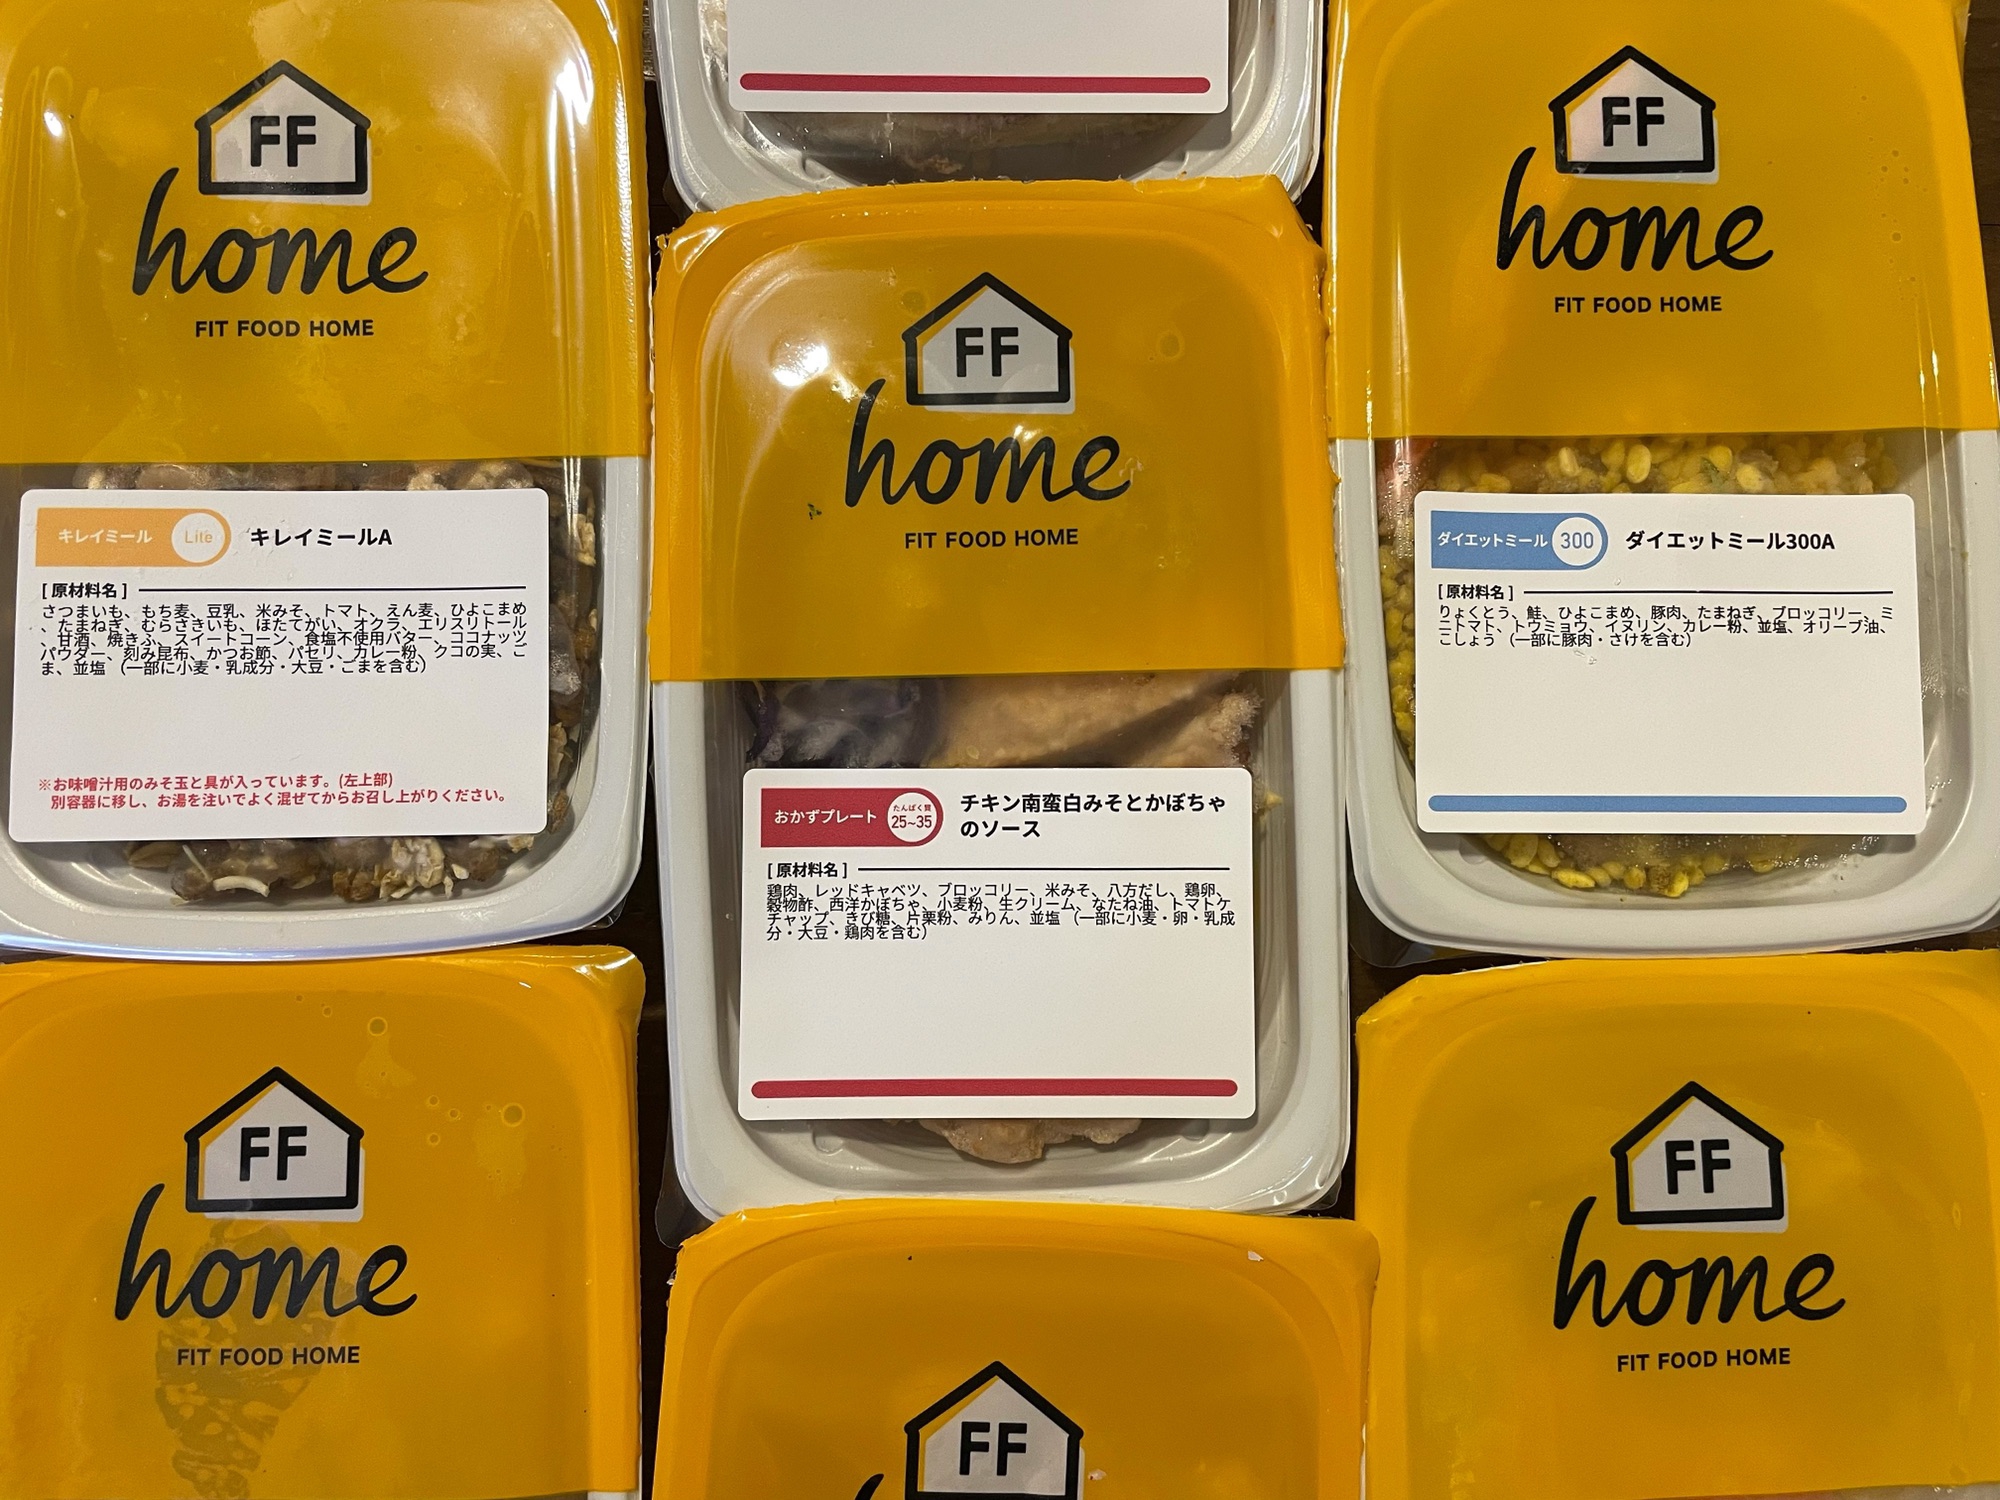 FF
home
FIT FOOD HOME
キレイミール Lite キレイミールA
[ 原材料名 ]
さつまいも、もち麦、豆乳、米みそ、トマト、えん麦、ひよこまめ
、たまねぎ、むらさきいも、ほたてがい、オクラ、エリスリトール
、甘酒、焼きふ、スイートコーン、食塩不使用バター、ココナッツ
パウダー、刻み昆布、かつお節、パセリ、カレー粉、クコの実、ご
ま、並塩 (一部に小麦・乳成分・大豆・ごまを含む)
※お味噌汁用のみそ玉と具が入っています。(左上部)
別容器に移し、お湯を注いでよく混ぜてからお召し上がりください。
FF
home
FIT FOOD HOME
おかずプレート たんぱく質 25~35 チキン南蛮白みそとかぼちゃ
のソース
[ 原材料名 ]
鶏肉、レッドキャベツ、ブロッコリー、米みそ、八方だし、鶏卵、
穀物酢、西洋かぼちゃ、小麦粉、生クリーム、なたね油、トマトケ
チャップ、きび糖、片栗粉、みりん、並塩 (一部に小麦・卵・乳成
分・大豆・鶏肉を含む)
FF
home
FIT FOOD HOME
ダイエットミール 300 ダイエットミール300A
[ 原材料名 ]
りょくとう、鮭、ひよこまめ、豚肉、たまねぎ、ブロッコリー、ミ
ニトマト、トウミョウ、イヌリン、カレー粉、並塩、オリーブ油、
こしょう (一部に豚肉・さけを含む)
FF
home
FIT FOOD HOME
FF
FF
home
FIT FOOD HOME